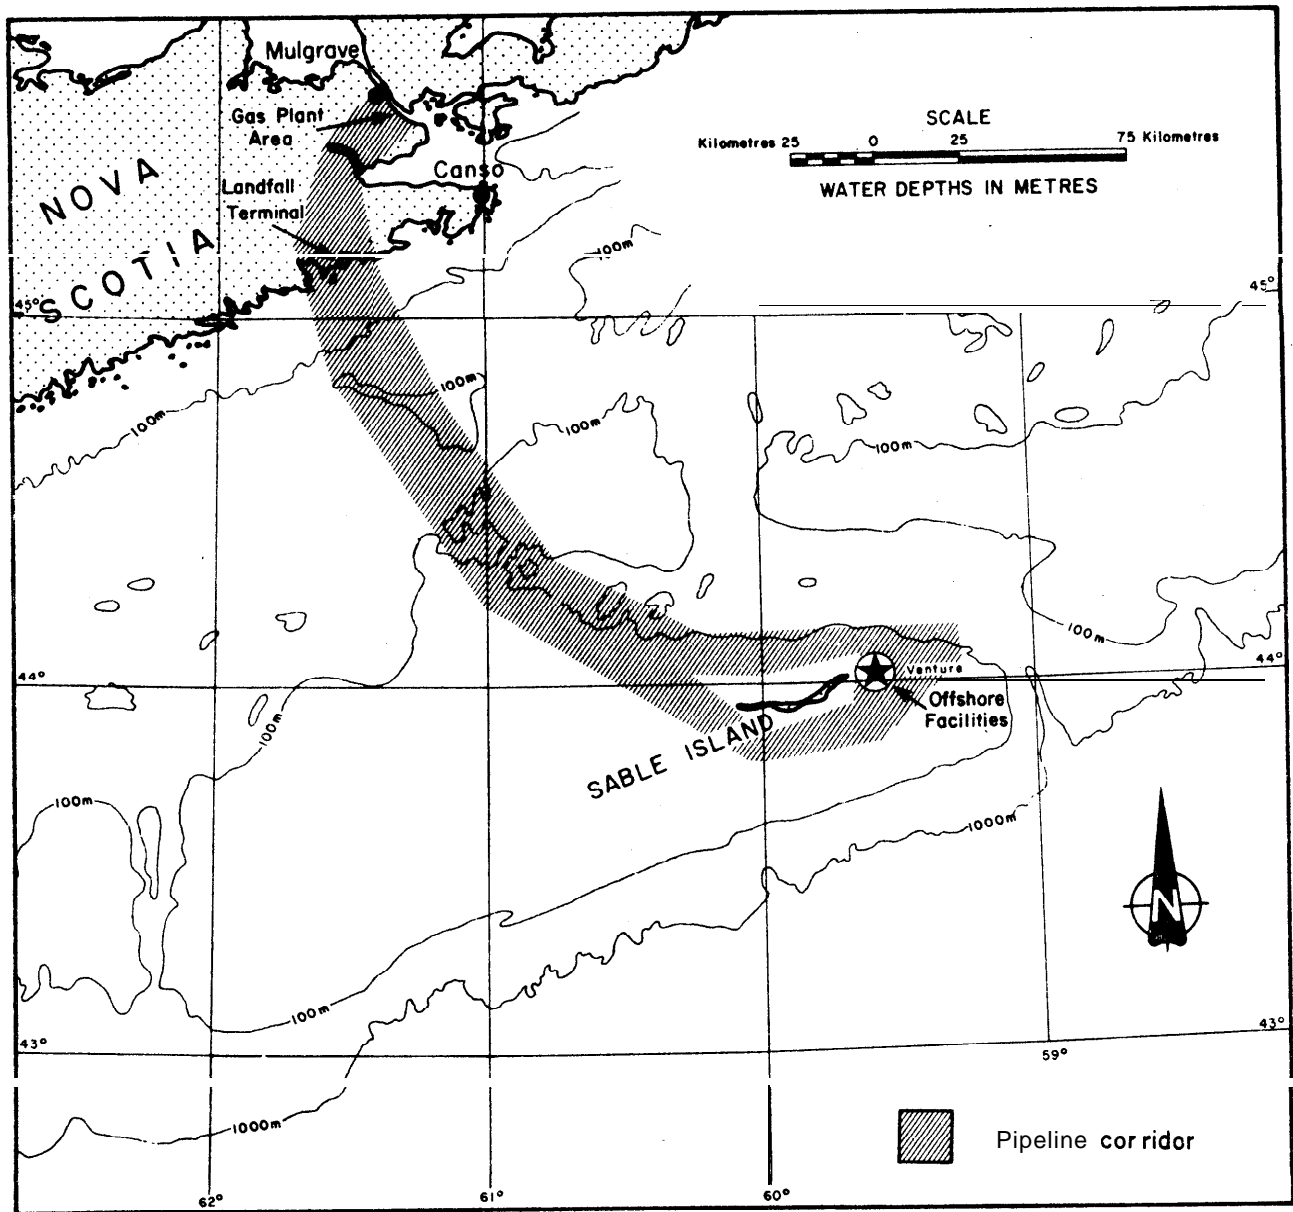 Mulgrave
Gas Plant
Area
SCALE
Kilometres 25 0 25 75 Kilometres
WATER DEPTHS IN METRES
Canso
Landfall
Terminal
NOVA
SCOTIA
100m
45°
45°
100m
100m
100m
100m
100m
44°
44°
Venture
Offshore
Facilities
SABLE ISLAND
100m
100m
1000m
N
100m
43°
43°
59°
1000m
Pipeline corridor
62°
61°
60°